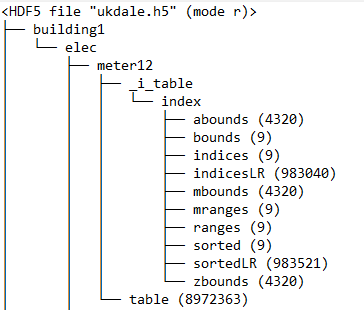 <HDF5 file "ukdale.h5" (mode r)>
building1
elec
meter12
_i_table
index
abounds (4320)
bounds (9)
indices (9)
indicesLR (983040)
mbounds (4320)
mranges (9)
ranges (9)
sorted (9)
sortedLR (983521)
zbounds (4320)
table (8972363)